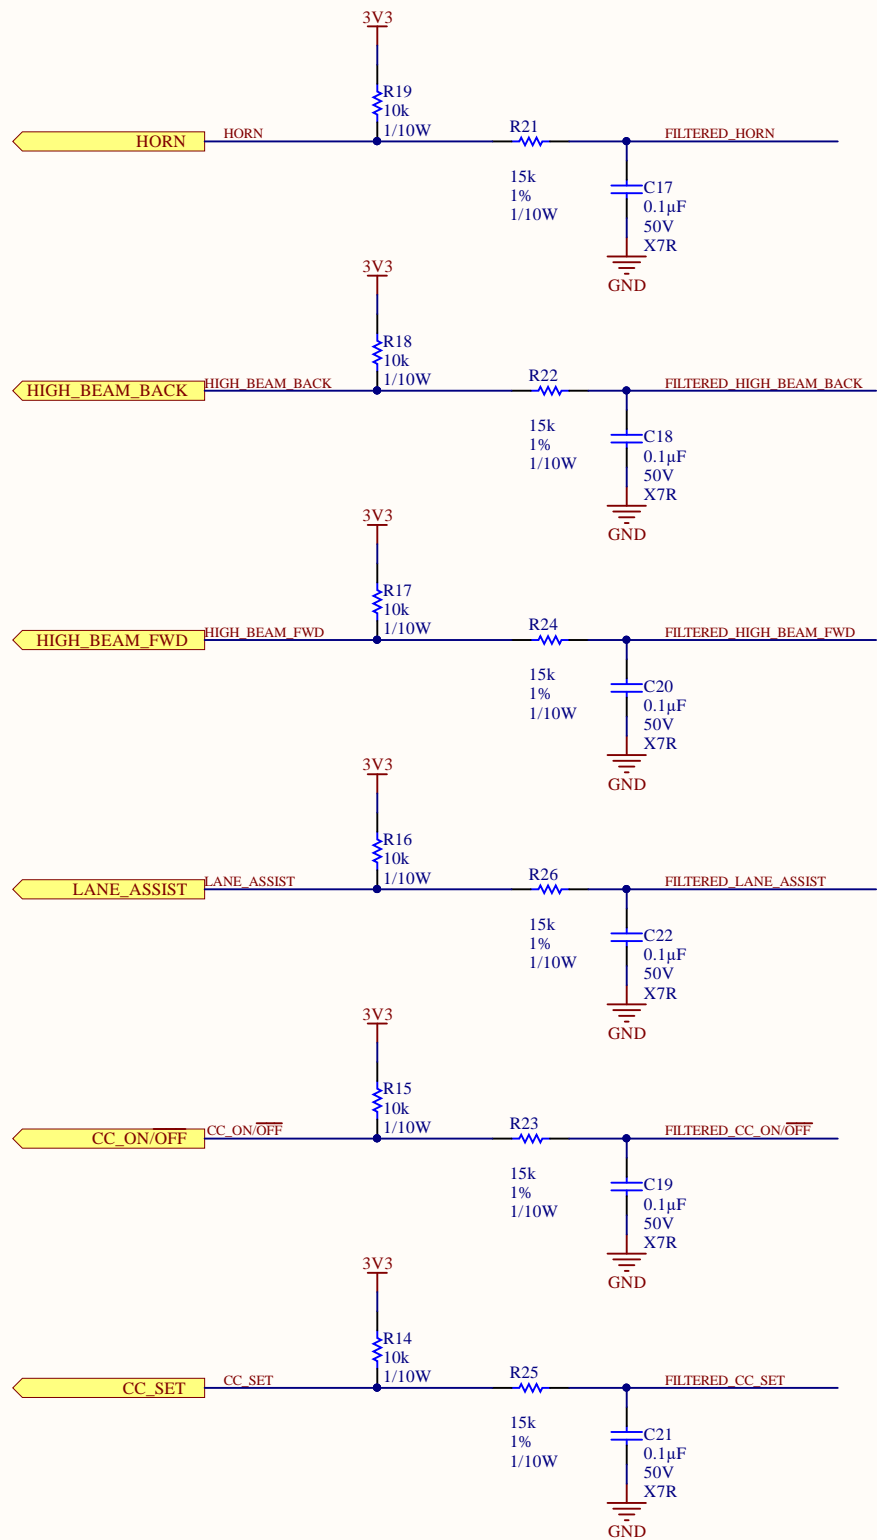 3V3
R19
10k
1/10W
HORN
HORN
R21
FILTERED_HORN
15k
1%
1/10W
C17
0.1µF
50V
X7R
GND
3V3
R18
10k
1/10W
HIGH_BEAM_BACK
HIGH_BEAM_BACK
R22
FILTERED_HIGH_BEAM_BACK
15k
1%
1/10W
C18
0.1µF
50V
X7R
GND
3V3
R17
10k
1/10W
HIGH_BEAM_FWD
HIGH_BEAM_FWD
R24
FILTERED_HIGH_BEAM_FWD
15k
1%
1/10W
C20
0.1µF
50V
X7R
GND
3V3
R16
10k
1/10W
LANE_ASSIST
LANE_ASSIST
R26
FILTERED_LANE_ASSIST
15k
1%
1/10W
C22
0.1µF
50V
X7R
GND
3V3
R15
10k
1/10W
CC_ON/O̅F̅F̅
CC_ON/O̅F̅F̅
R23
FILTERED_CC_ON/O̅F̅F̅
15k
1%
1/10W
C19
0.1µF
50V
X7R
GND
3V3
R14
10k
1/10W
CC_SET
CC_SET
R25
FILTERED_CC_SET
15k
1%
1/10W
C21
0.1µF
50V
X7R
GND